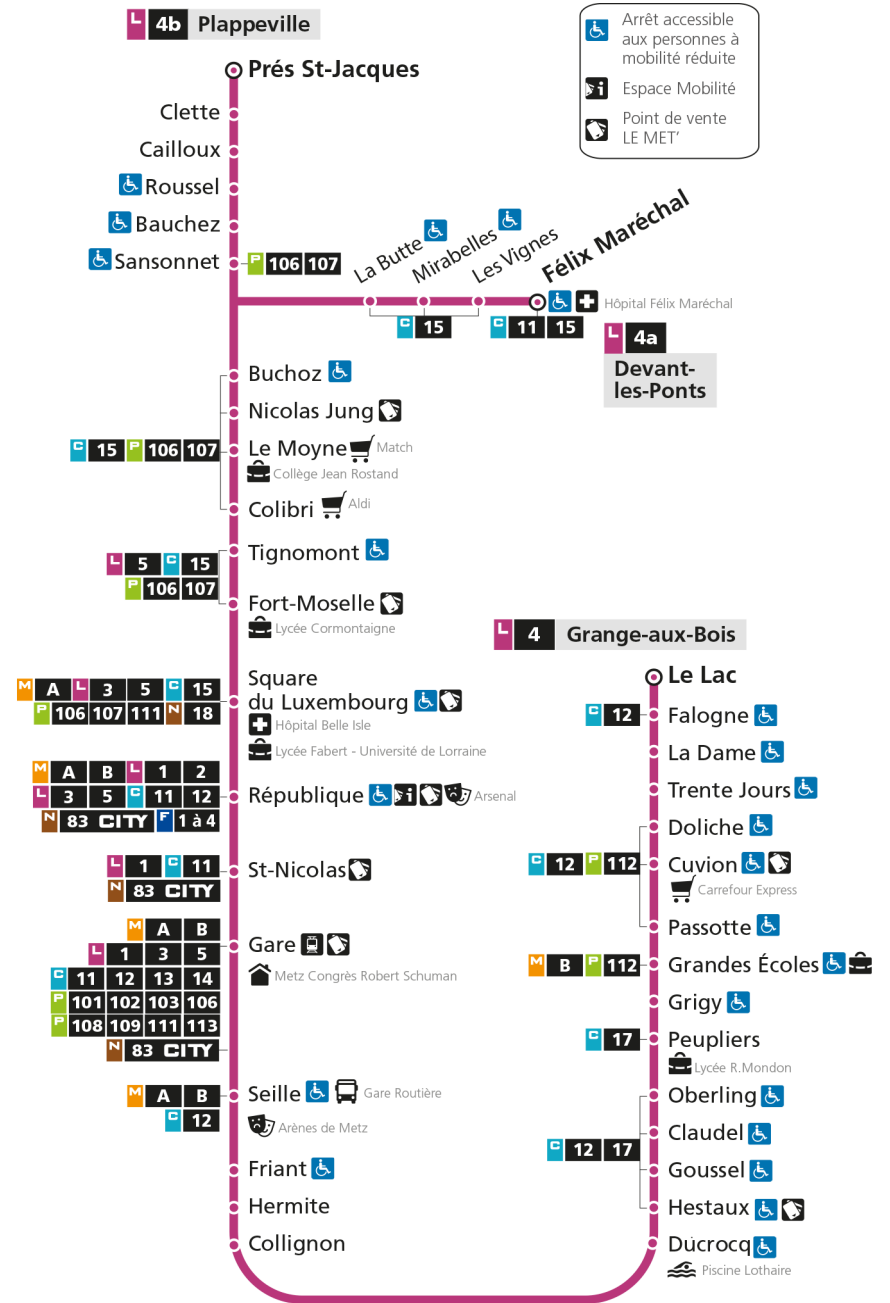 L 4b Plappeville
Arrêt accessible
aux personnes à
mobilité réduite
Espace Mobilité
Point de vente
LE MET'
Prés St-Jacques
Clette
Cailloux
Roussel
Bauchez
Sansonnet
P 106 107
La Butte
Mirabelles
Les Vignes
Félix Maréchal
Hôpital Félix Maréchal
C 15
C 11 15
L 4a
Devant-
les-Ponts
Buchoz
Nicolas Jung
C 15 P 106 107
Le Moyne
Match
Collège Jean Rostand
Colibri
Aldi
L 5 C 15
P 106 107
Tignomont
Fort-Moselle
Lycée Cormontaigne
M A L 3 5 C 15
P 106 107 111 N 18
Square
du Luxembourg
Hôpital Belle Isle
Lycée Fabert - Université de Lorraine
M A B L 1 2
L 3 5 C 11 12
N 83 CITY F 1 à 4
République
Arsenal
L 1 C 11
N 83 CITY
St-Nicolas
M A B
L 1 3 5
C 11 12 13 14
P 101 102 103 106
P 108 109 111 113
N 83 CITY
Gare
Metz Congrès Robert Schuman
M A B
C 12
Seille
Gare Routière
Arènes de Metz
Friant
Hermite
Collignon
L 4 Grange-aux-Bois
Le Lac
C 12
Falogne
La Dame
Trente Jours
Doliche
C 12 P 112
Cuvion
Carrefour Express
Passotte
M B P 112
Grandes Écoles
Grigy
C 17
Peupliers
Lycée R.Mondon
Oberling
Claudel
C 12 17
Goussel
Hestaux
Ducrocq
Piscine Lothaire